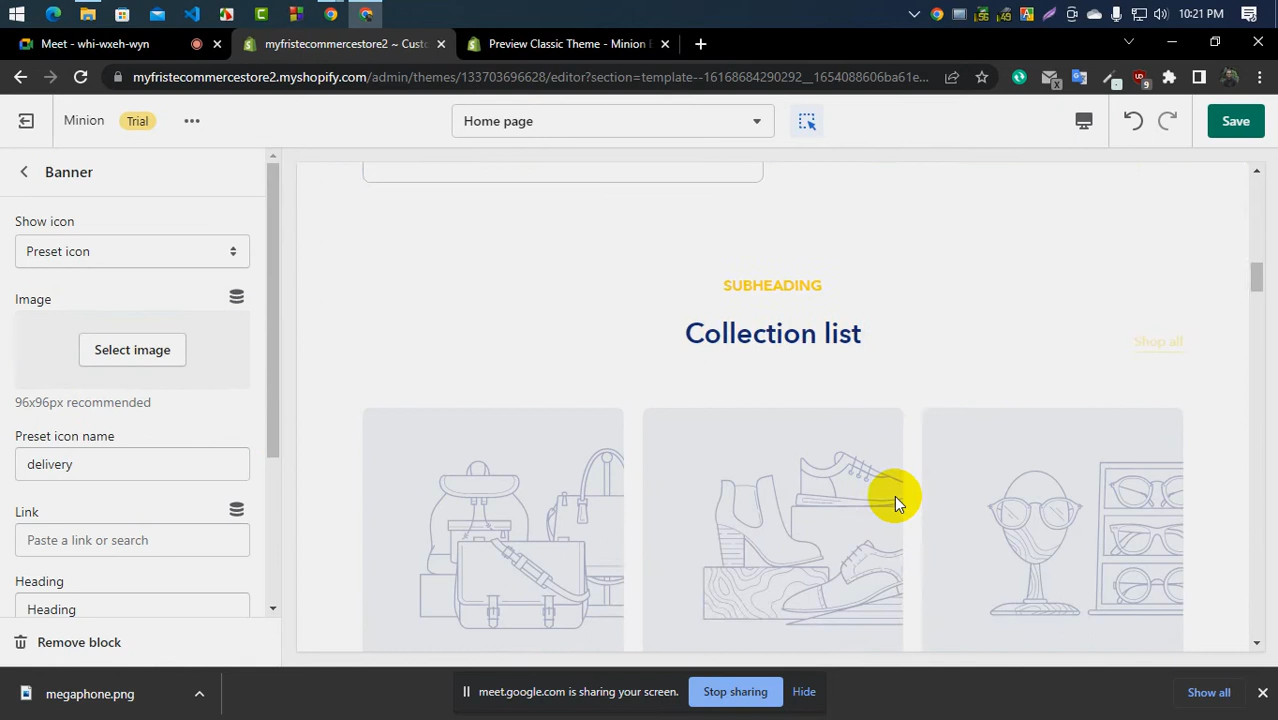 10:21 PM
Meet - whi-wxeh-wyn
myfristecommercestore2 ~ Custo
Preview Classic Theme - Minion E
myfristecommercestore2.myshopify.com/admin/themes/133703696628/editor?section=template--16168684290292__1654088606ba61e...
Minion Trial
Home page
Save
Banner
Show icon
Preset icon
Image
Select image
96x96px recommended
Preset icon name
delivery
Link
Paste a link or search
Heading
Heading
Remove block
SUBHEADING
Collection list
Shop all
megaphone.png
meet.google.com is sharing your screen.
Stop sharing
Hide
Show all